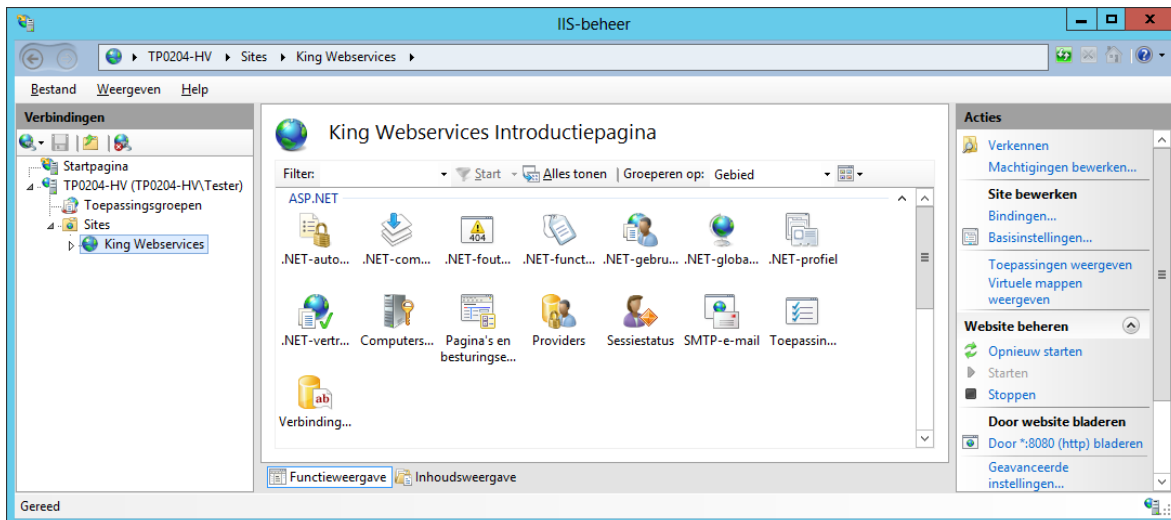 IIS-beheer
TP0204-HV Sites King Webservices
Bestand Weergeven Help
Verbindingen
Startpagina
TP0204-HV (TP0204-HV\Tester)
Toepassingsgroepen
Sites
King Webservices
King Webservices Introductiepagina
Filter: Start Alles tonen Groeperen op: Gebied
ASP.NET
.NET-auto... .NET-com... .NET-fout... .NET-funct... .NET-gebru... .NET-globa... .NET-profiel
404
.NET-vertr... Computers... Pagina's en besturingse... Providers Sessiestatus SMTP-e-mail Toepassin...
ab
Verbinding...
Functieweergave Inhoudsweergave
Acties
Verkennen
Machtigingen bewerken...
Site bewerken
Bindingen...
Basisinstellingen...
Toepassingen weergeven
Virtuele mappen
weergeven
Website beheren
Opnieuw starten
Starten
Stoppen
Door website bladeren
Door *:8080 (http) bladeren
Geavanceerde
instellingen...
Gereed